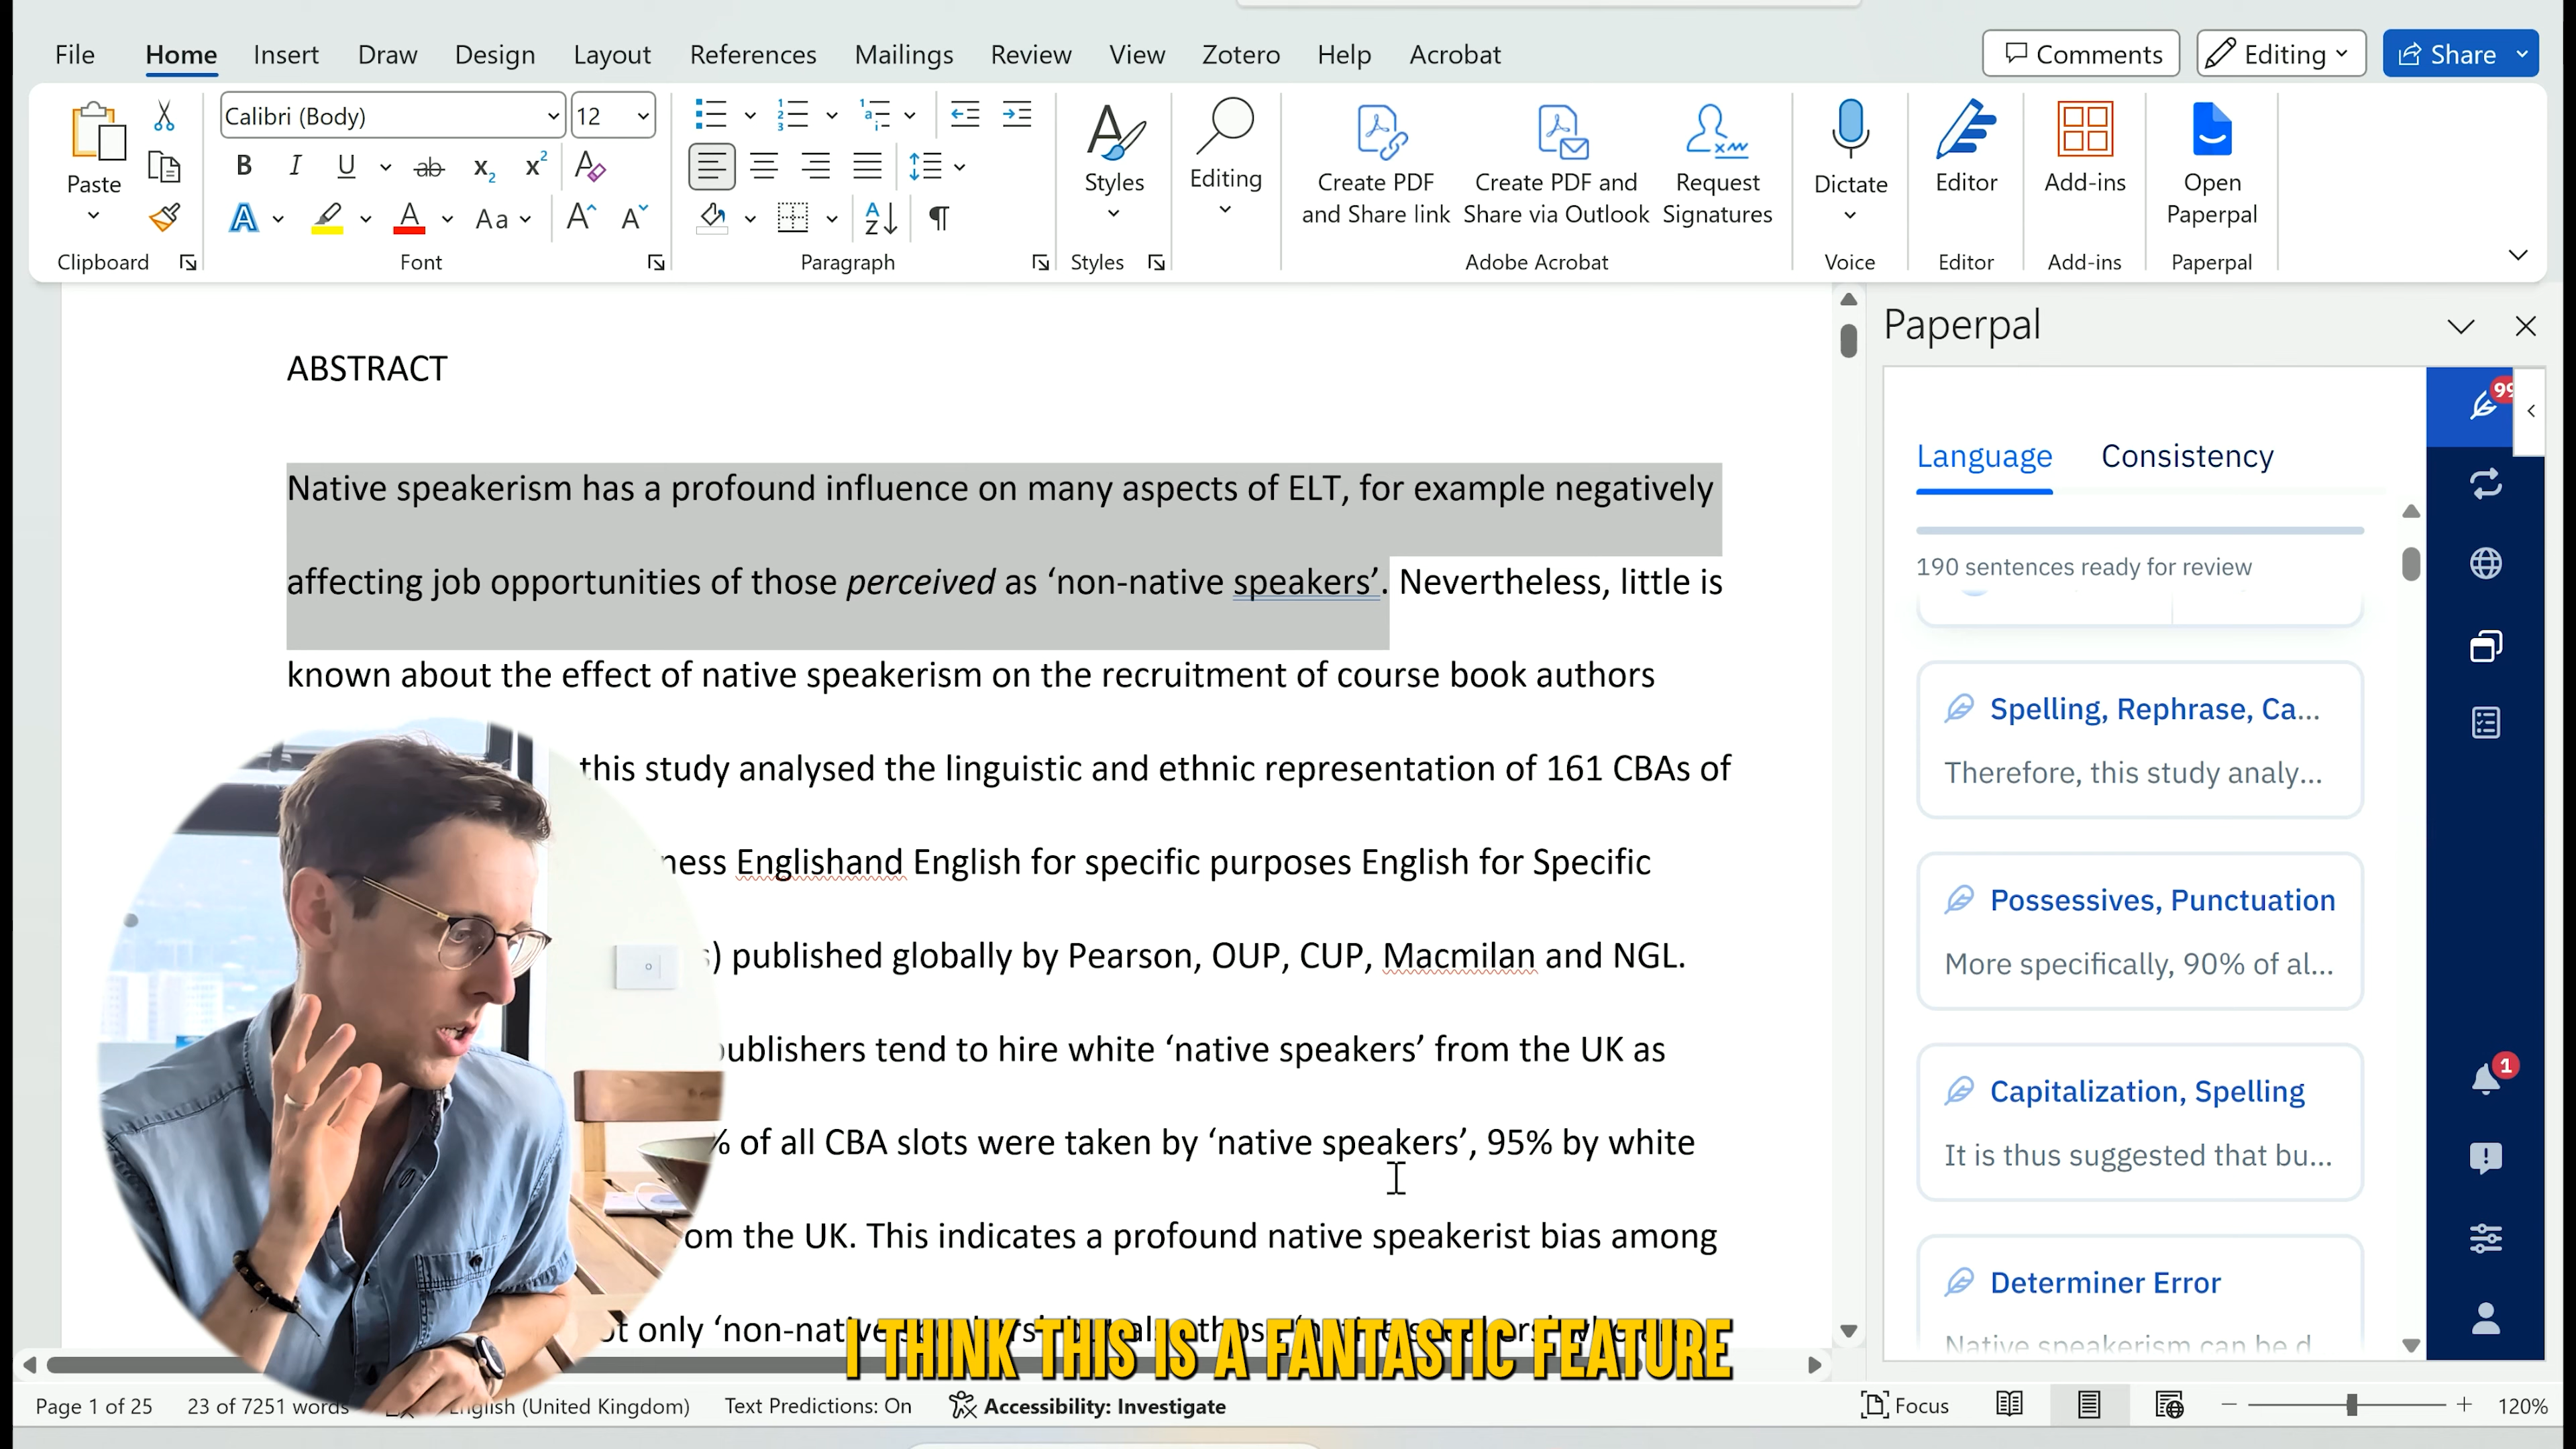 File Home Insert Draw Design Layout References Mailings Review View Zotero Help Acrobat Comments Editing Share
Calibri (Body) 12
Paste Styles Editing Create PDF and Share link Create PDF and Share via Outlook Request Signatures Dictate Editor Add-ins Open Paperpal
Clipboard Font Paragraph Styles Adobe Acrobat Voice Editor Add-ins Paperpal
ABSTRACT
Native speakerism has a profound influence on many aspects of ELT, for example negatively
affecting job opportunities of those perceived as ‘non-native speakers’. Nevertheless, little is
known about the effect of native speakerism on the recruitment of course book authors
this study analysed the linguistic and ethnic representation of 161 CBAs of
Englishand English for specific purposes English for Specific
published globally by Pearson, OUP, CUP, Macmilan and NGL.
publishers tend to hire white ‘native speakers’ from the UK as
% of all CBA slots were taken by ‘native speakers’, 95% by white
the UK. This indicates a profound native speakerist bias among
only
I THINK THIS IS A FANTASTIC FEATURE
Paperpal
99
Language Consistency
190 sentences ready for review
Spelling, Rephrase, Ca...
Therefore, this study analy...
Possessives, Punctuation
More specifically, 90% of al...
Capitalization, Spelling
It is thus suggested that bu...
Determiner Error
Native speakerism can be d
1
Page 1 of 25 23 of 7251 words English (United Kingdom) Text Predictions: On Accessibility: Investigate Focus 120%